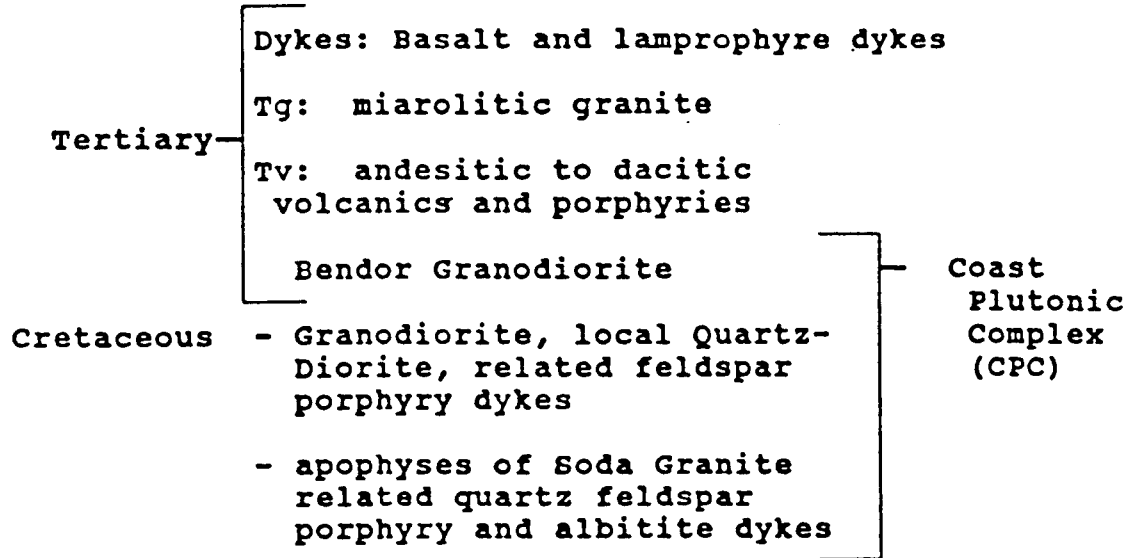 Dykes: Basalt and lamprophyre dykes
Tg: miarolitic granite
Tertiary
Tv: andesitic to dacitic
volcanics and porphyries
Bendor Granodiorite
Coast
Plutonic
Complex
(CPC)
Cretaceous - Granodiorite, local Quartz-
Diorite, related feldspar
porphyry dykes
- apophyses of Soda Granite
related quartz feldspar
porphyry and albitite dykes